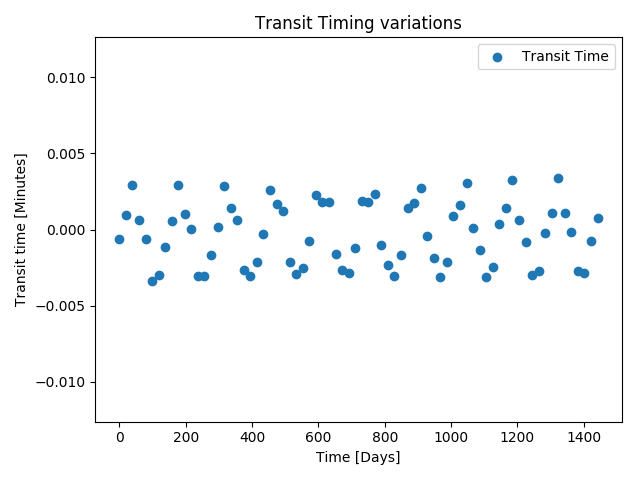 Transit Timing variations
Transit Time
0.010
0.005
0.000
−0.005
−0.010
Transit time [Minutes]
0 200 400 600 800 1000 1200 1400
Time [Days]